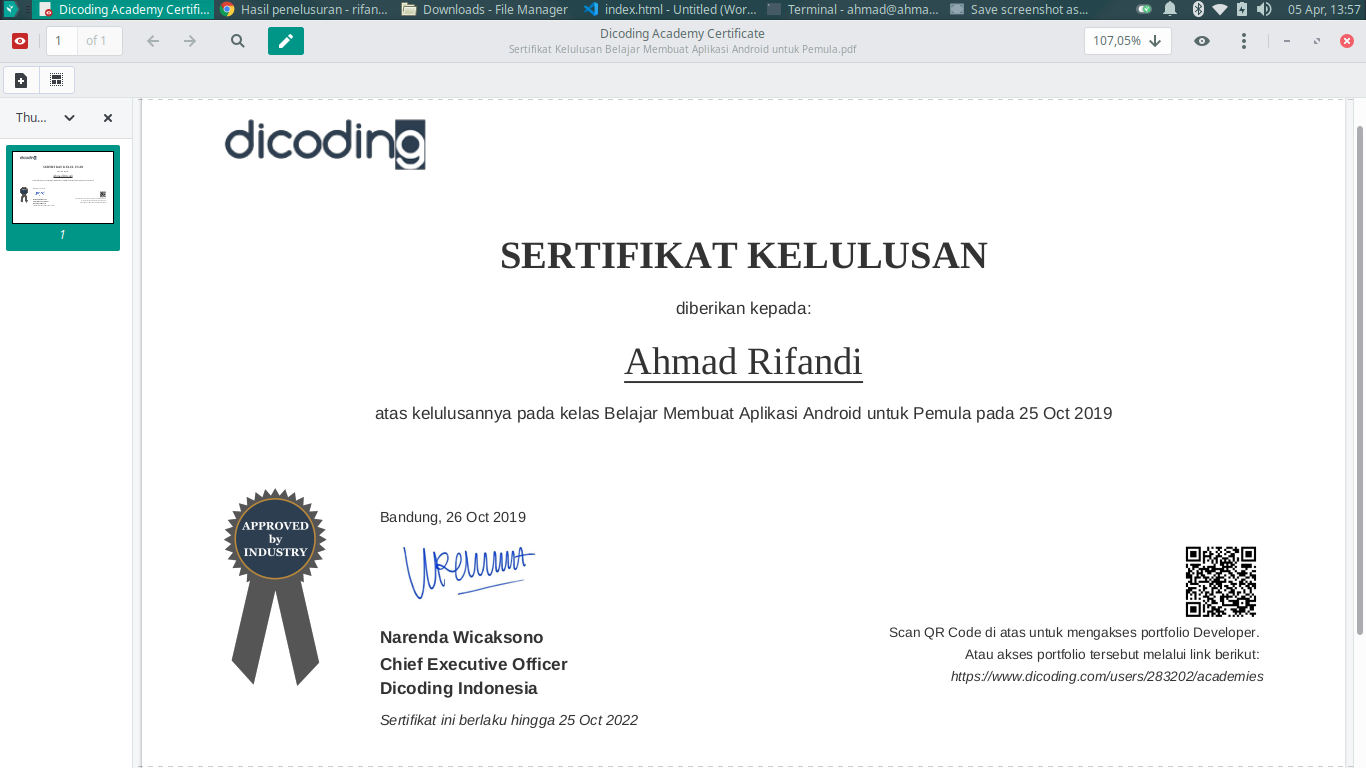 Dicoding Academy Certifi...
Hasil penelusuran - rifan...
Downloads - File Manager
index.html - Untitled (Wor...
Terminal - ahmad@ahma...
Save screenshot as...
05 Apr, 13:57
1 of 1
Dicoding Academy Certificate
Sertifikat Kelulusan Belajar Membuat Aplikasi Android untuk Pemula.pdf
107,05%
Thu...
1
dicoding
SERTIFIKAT KELULUSAN
diberikan kepada:
Ahmad Rifandi
atas kelulusannya pada kelas Belajar Membuat Aplikasi Android untuk Pemula pada 25 Oct 2019
APPROVED
by
INDUSTRY
Bandung, 26 Oct 2019
Narenda Wicaksono
Chief Executive Officer
Dicoding Indonesia
Sertifikat ini berlaku hingga 25 Oct 2022
Scan QR Code di atas untuk mengakses portfolio Developer.
Atau akses portfolio tersebut melalui link berikut:
https://www.dicoding.com/users/283202/academies